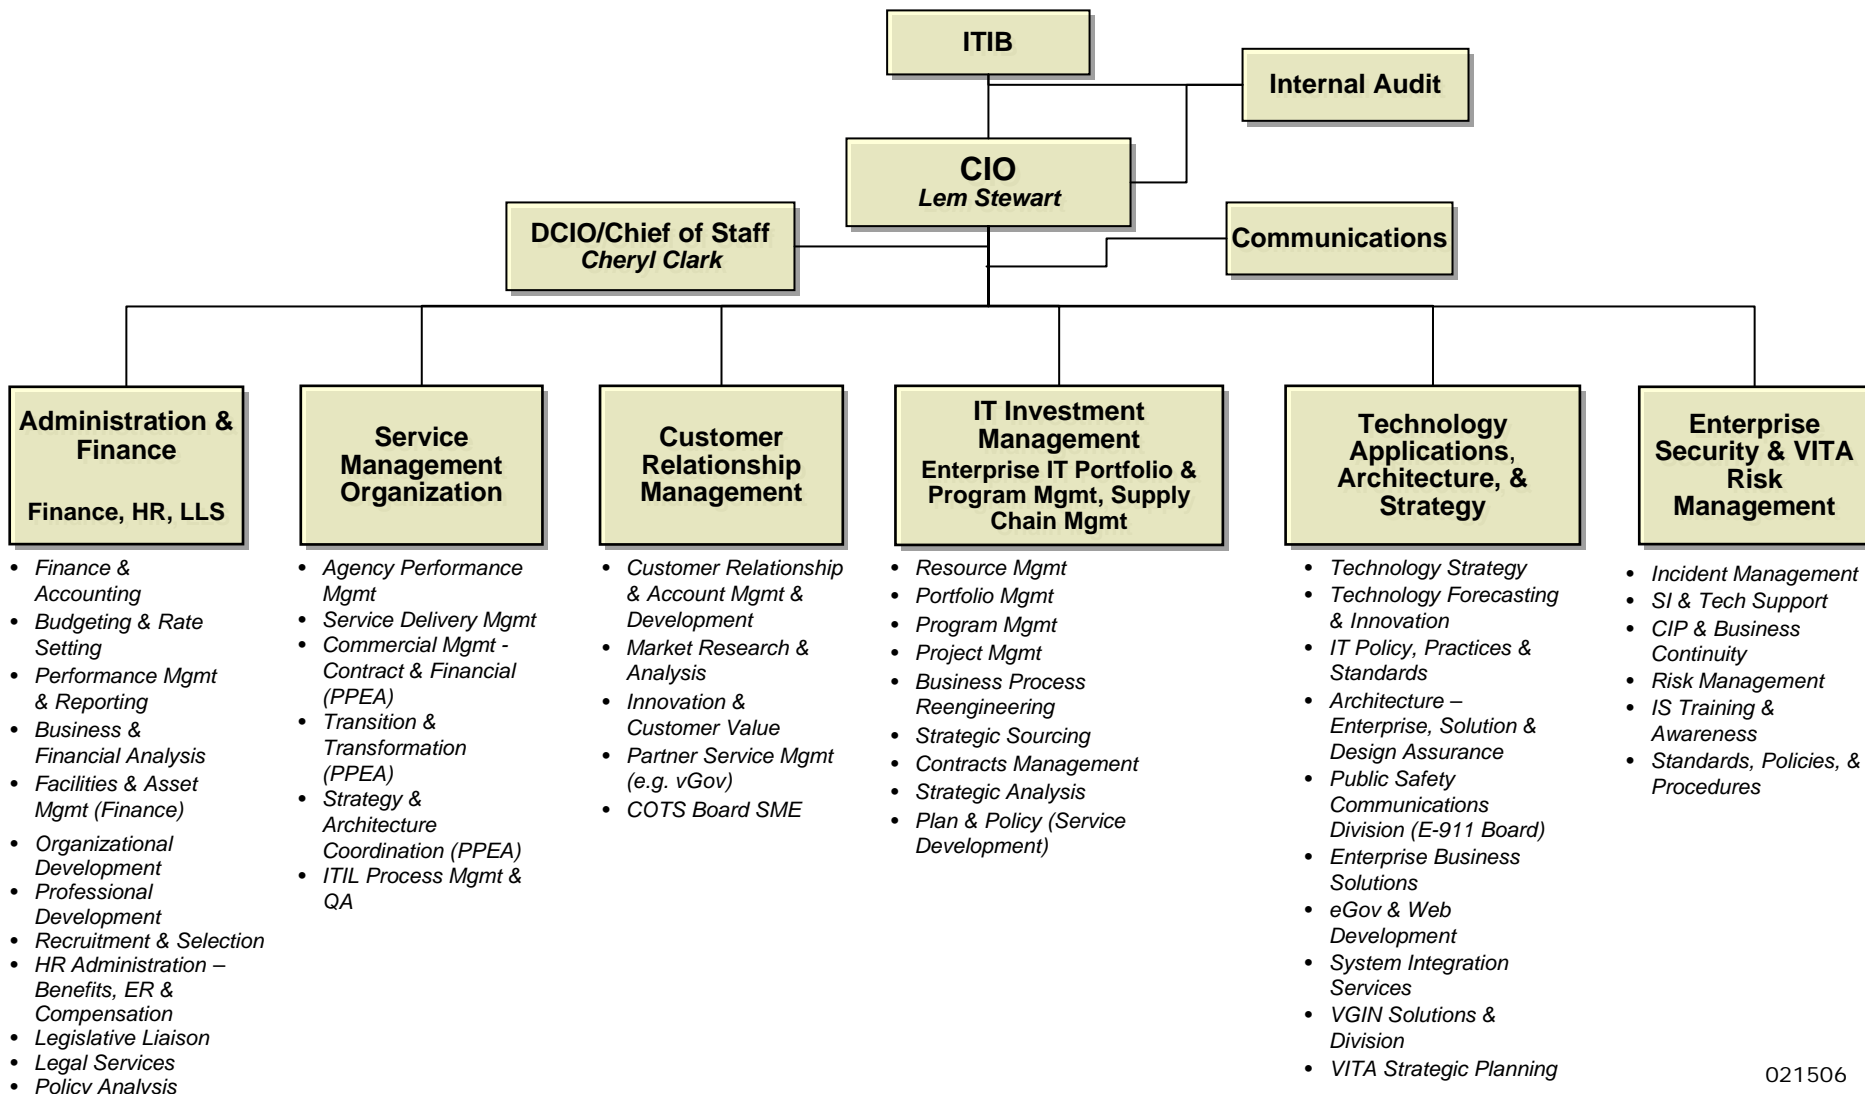 ITIB
Internal Audit
CIO
Lem Stewart
DCIO/Chief of Staff
Cheryl Clark
Communications
Administration &
Finance
Finance, HR, LLS
• Finance &
Accounting
• Budgeting & Rate
Setting
• Performance Mgmt
& Reporting
• Business &
Financial Analysis
• Facilities & Asset
Mgmt (Finance)
• Organizational
Development
• Professional
Development
• Recruitment & Selection
• HR Administration –
Benefits, ER &
Compensation
• Legislative Liaison
• Legal Services
• Policy Analysis
Service
Management
Organization
• Agency Performance
Mgmt
• Service Delivery Mgmt
• Commercial Mgmt -
Contract & Financial
(PPEA)
• Transition &
Transformation
(PPEA)
• Strategy &
Architecture
Coordination (PPEA)
• ITIL Process Mgmt &
QA
Customer
Relationship
Management
• Customer Relationship
& Account Mgmt &
Development
• Market Research &
Analysis
• Innovation &
Customer Value
• Partner Service Mgmt
(e.g. vGov)
• COTS Board SME
IT Investment
Management
Enterprise IT Portfolio &
Program Mgmt, Supply
Chain Mgmt
• Resource Mgmt
• Portfolio Mgmt
• Program Mgmt
• Project Mgmt
• Business Process
Reengineering
• Strategic Sourcing
• Contracts Management
• Strategic Analysis
• Plan & Policy (Service
Development)
Technology
Applications,
Architecture, &
Strategy
• Technology Strategy
• Technology Forecasting
& Innovation
• IT Policy, Practices &
Standards
• Architecture –
Enterprise, Solution &
Design Assurance
• Public Safety
Communications
Division (E-911 Board)
• Enterprise Business
Solutions
• eGov & Web
Development
• System Integration
Services
• VGIN Solutions &
Division
• VITA Strategic Planning
Enterprise
Security & VITA
Risk
Management
• Incident Management
• SI & Tech Support
• CIP & Business
Continuity
• Risk Management
• IS Training &
Awareness
• Standards, Policies, &
Procedures
021506